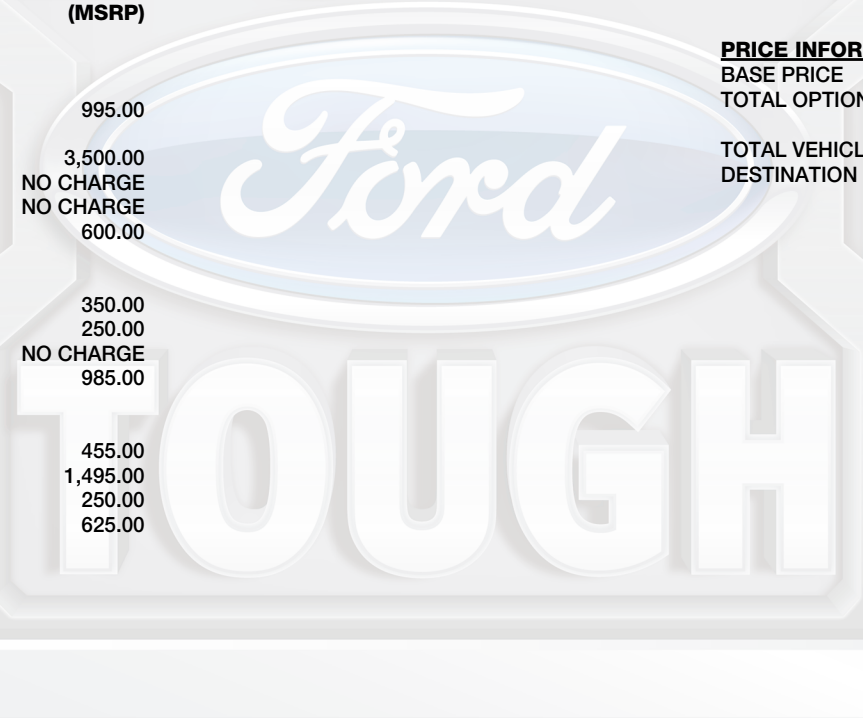 (MSRP)
995.00
3,500.00
NO CHARGE
NO CHARGE
600.00
350.00
250.00
NO CHARGE
985.00
455.00
1,495.00
250.00
625.00
PRICE INFOR
BASE PRICE
TOTAL OPTION
TOTAL VEHICL
DESTINATION
Ford
TOUGH